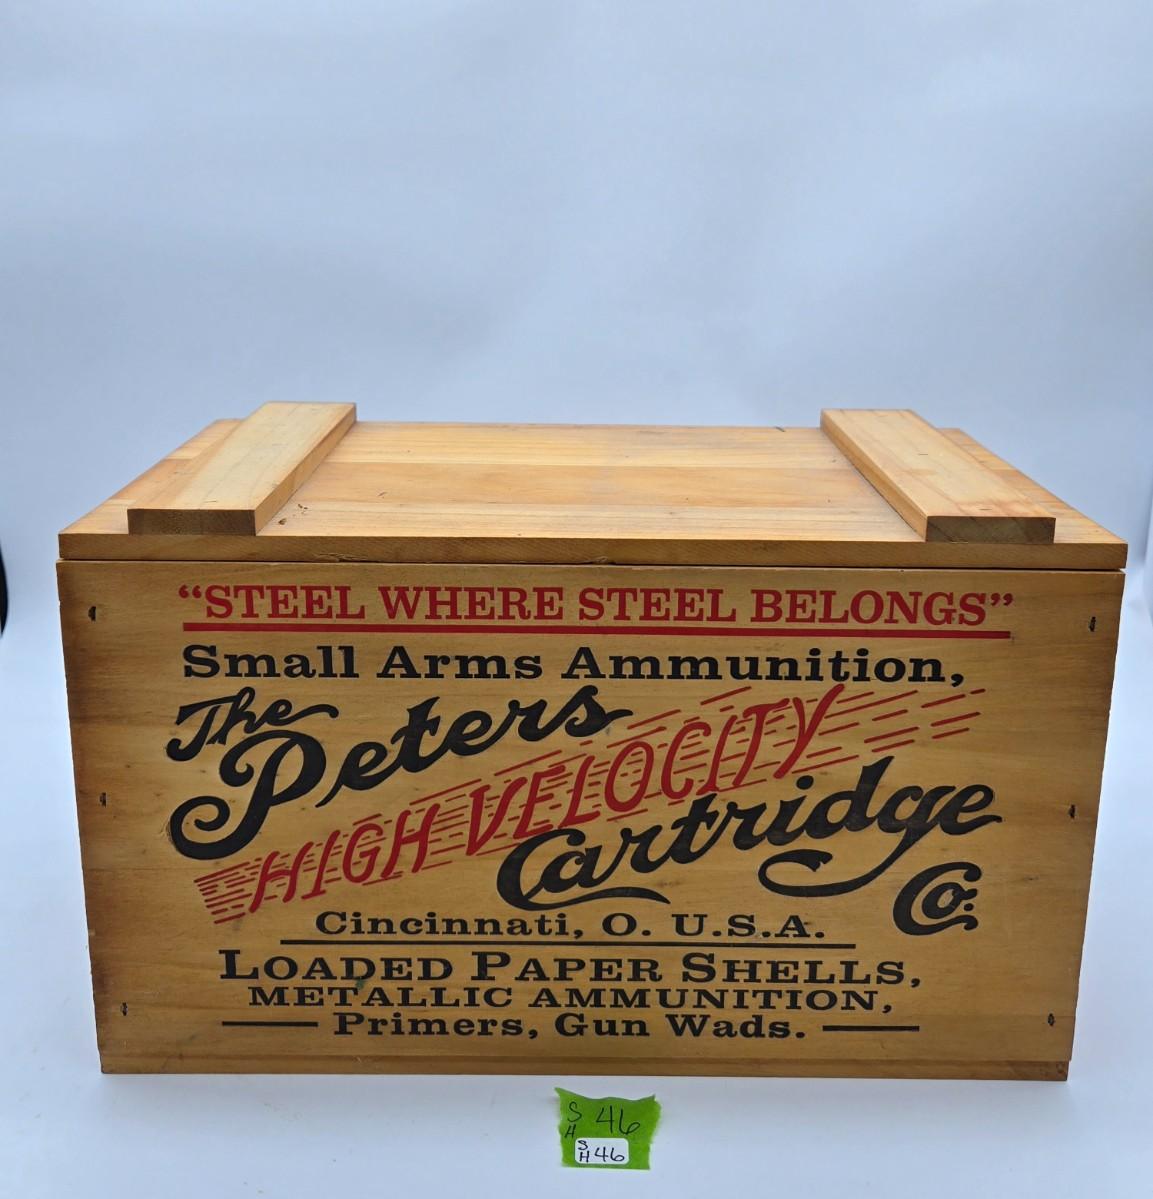 “STEEL WHERE STEEL BELONGS”
Small Arms Ammunition,
The Peters
HIGH VELOCITY
Cartridge Co.
Cincinnati, O. U.S.A.
LOADED PAPER SHELLS,
METALLIC AMMUNITION,
Primers, Gun Wads.
S/H 46
S/H 46